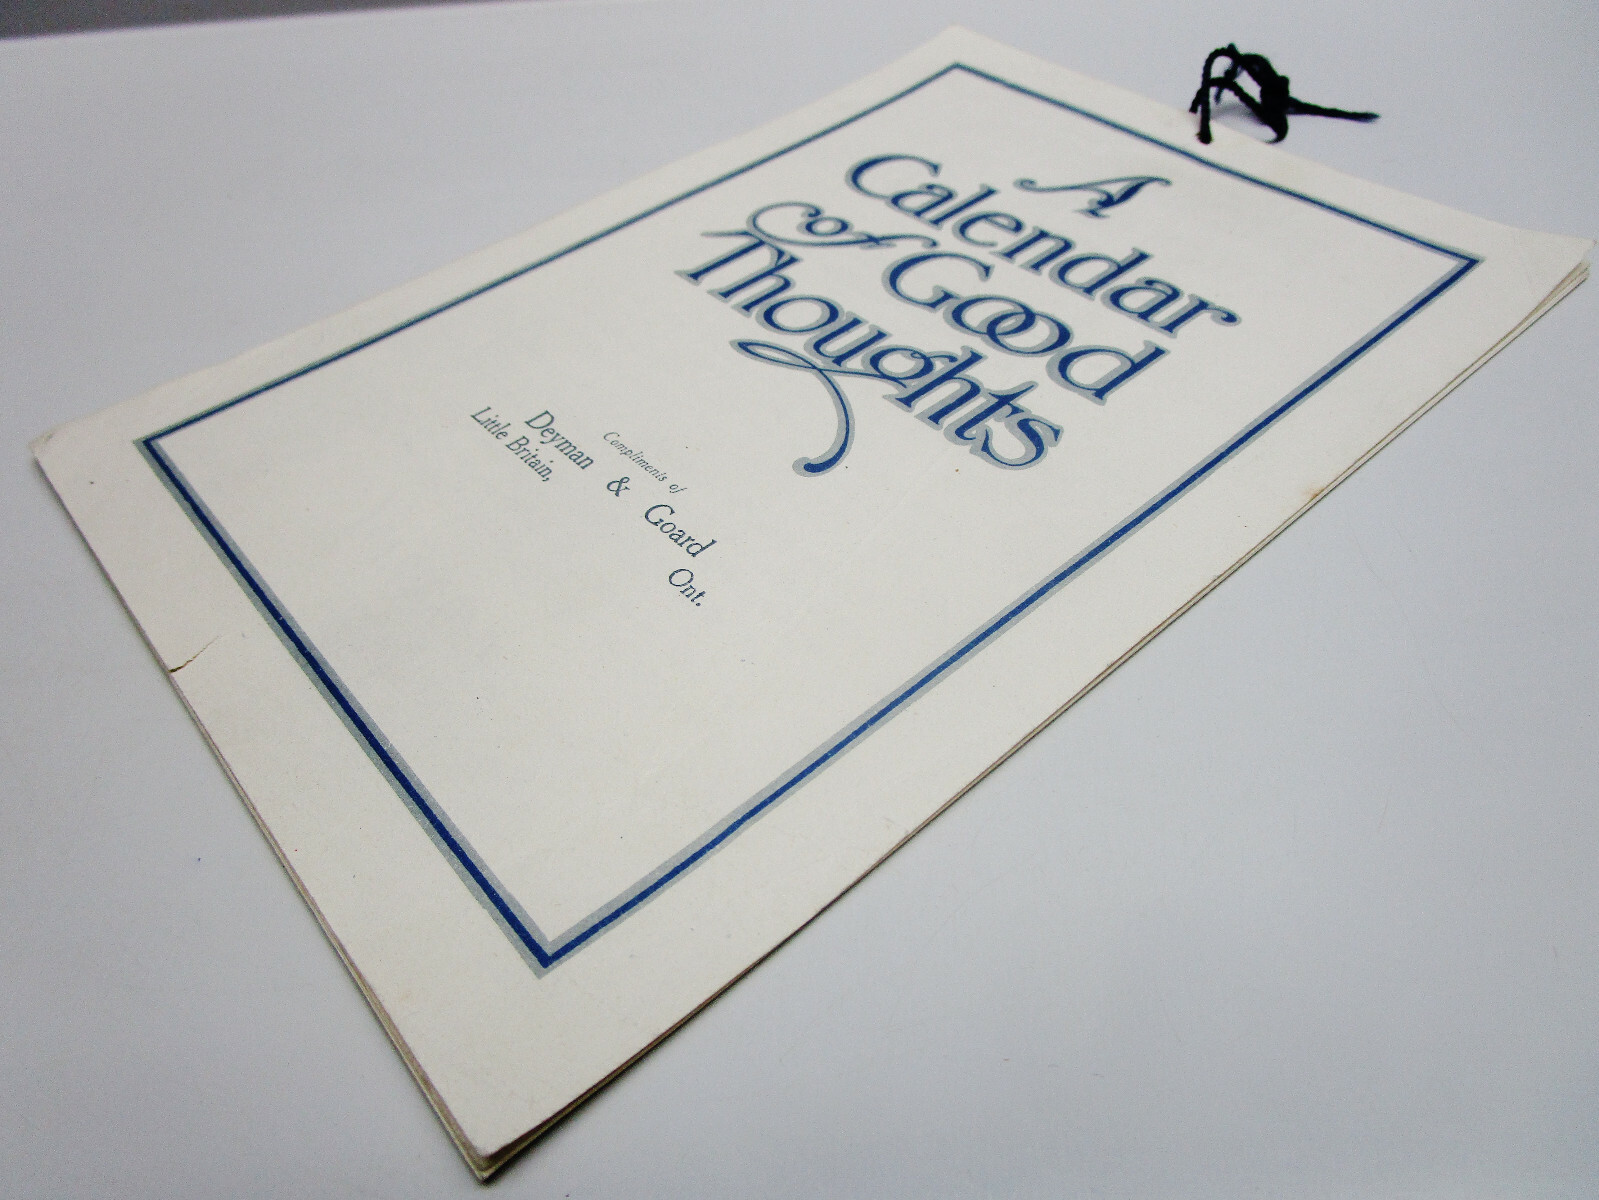 A
Calendar
of Good
Thoughts
Compliments of
Deyman & Goard
Little Britain, Ont.